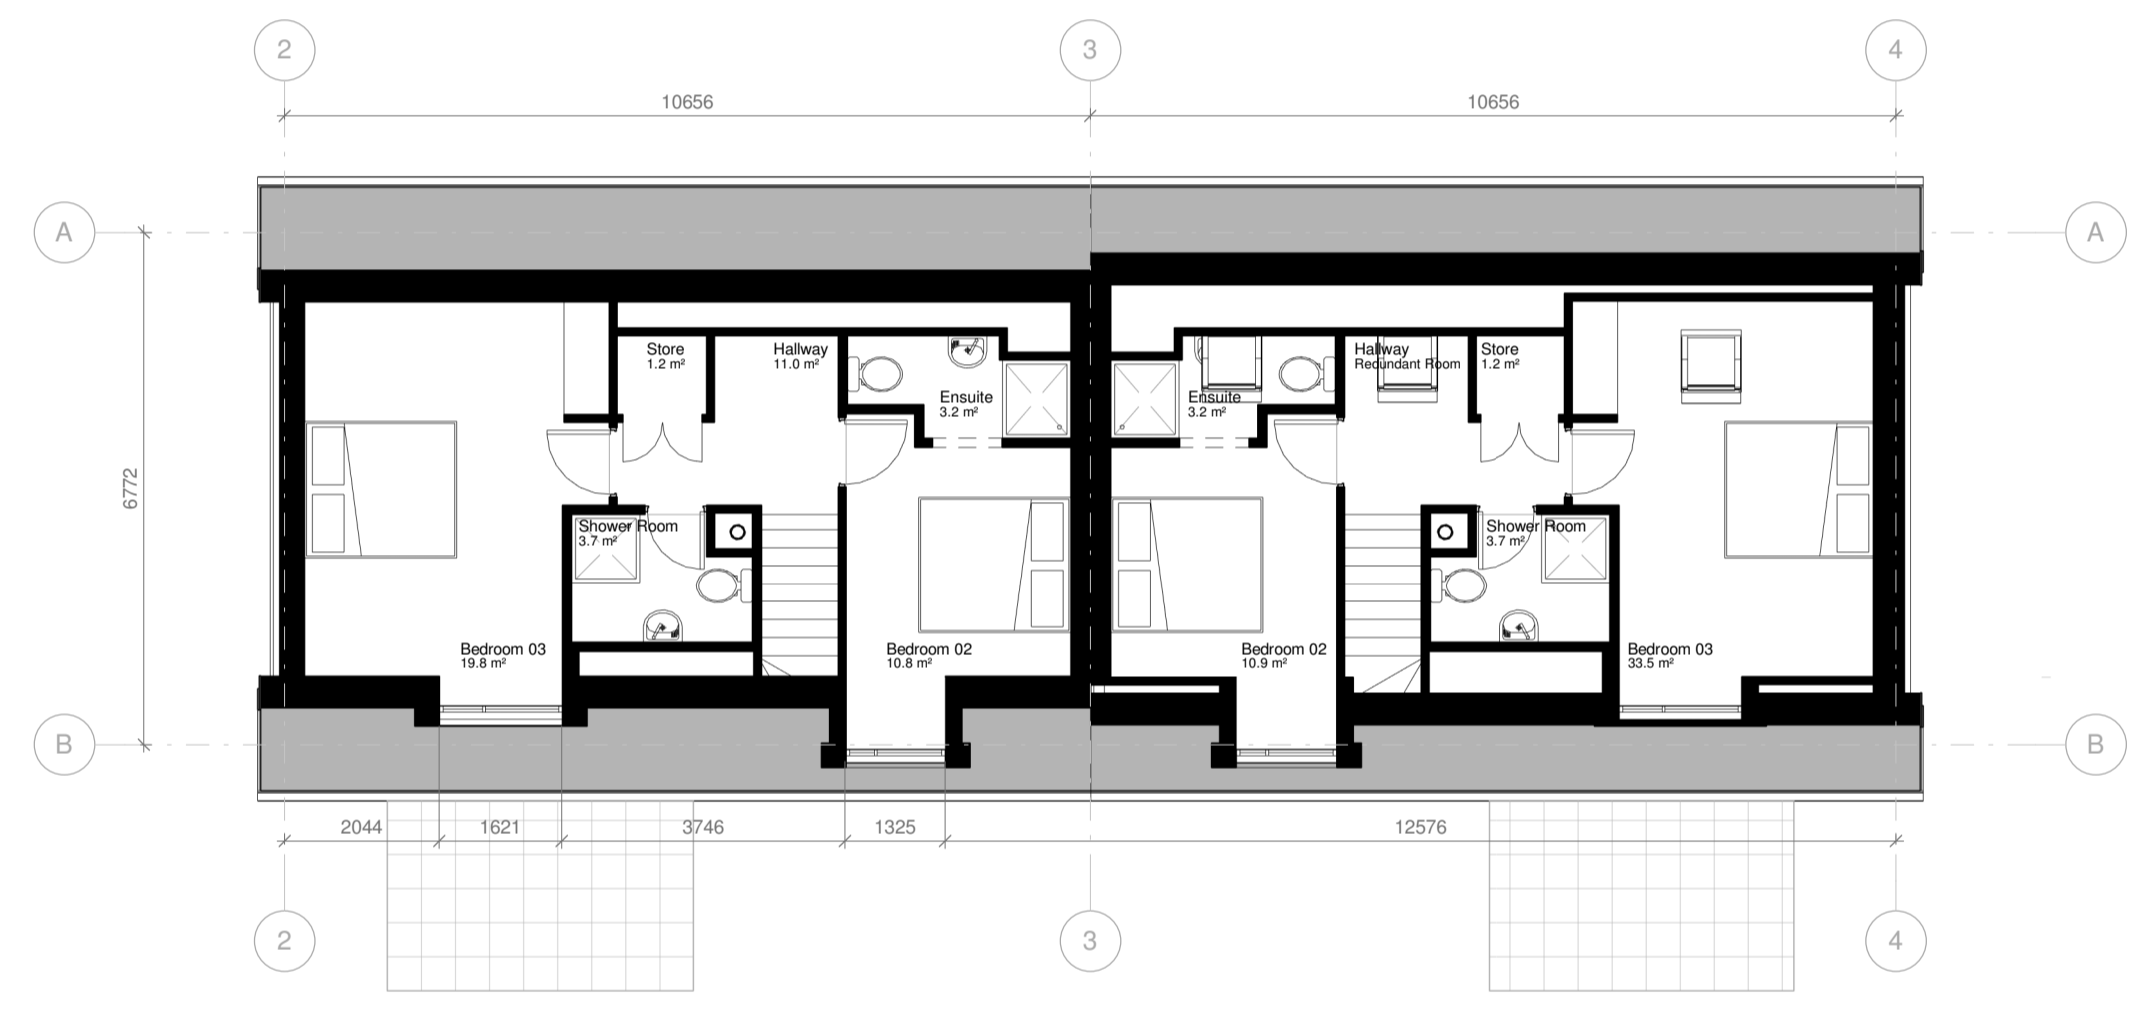 2
3
4
10656
10656
A
A
Store
1.2 m²
Hallway
11.0 m²
Hallway
Redundant Room
Store
1.2 m²
Ensuite
3.2 m²
Ensuite
3.2 m²
6772
Shower Room
3.7 m²
Shower Room
3.7 m²
Bedroom 03
19.8 m²
Bedroom 02
10.8 m²
Bedroom 02
10.9 m²
Bedroom 03
33.5 m²
B
B
2044
1621
3746
1325
12576
2
3
4